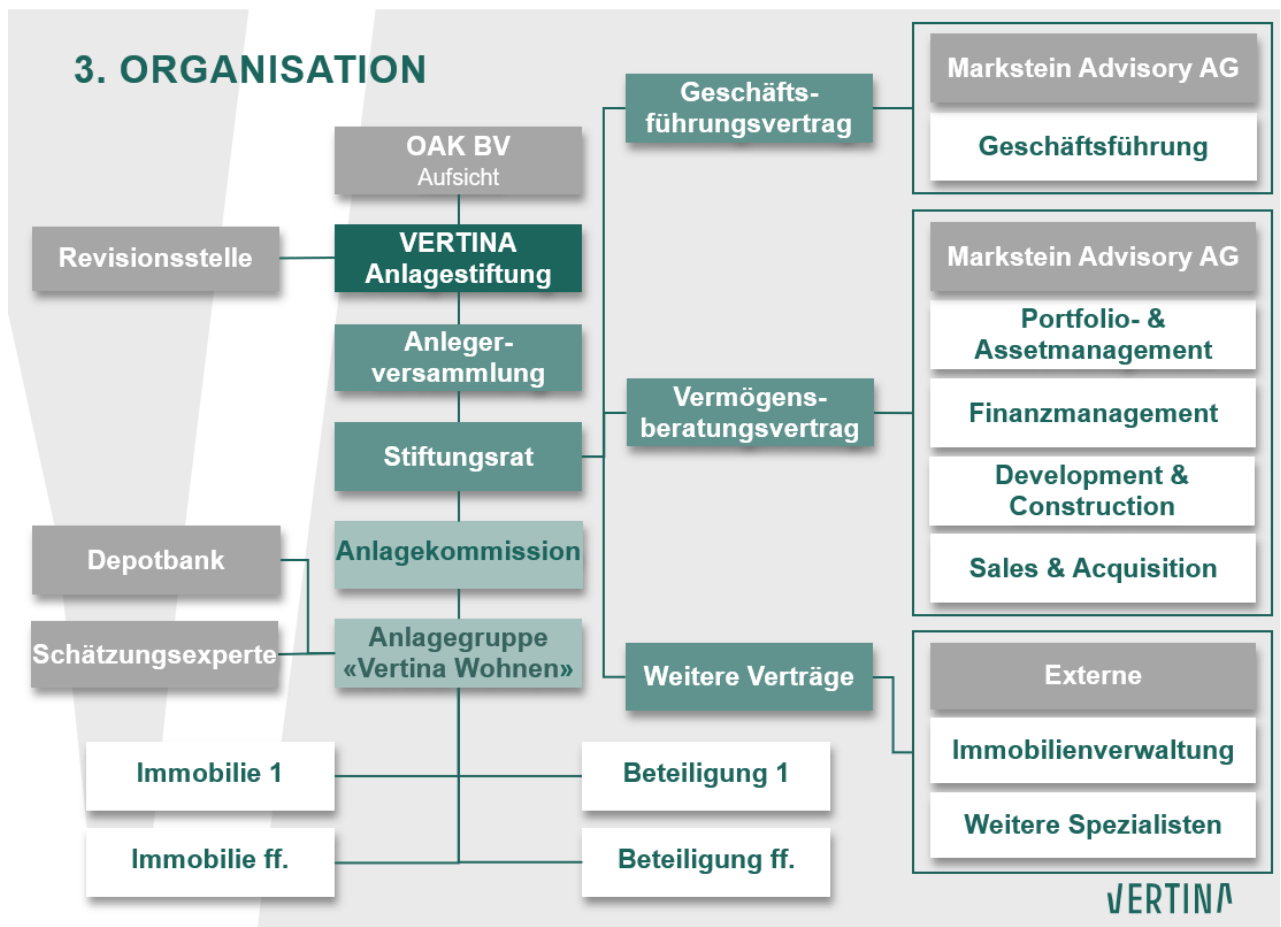 3. ORGANISATION
OAK BV
Aufsicht
Revisionsstelle
VERTINA
Anlagestiftung
Anleger-
versammlung
Stiftungsrat
Anlagekommission
Depotbank
Schätzungsexperte
Anlagegruppe
«Vertina Wohnen»
Immobilie 1
Beteiligung 1
Immobilie ff.
Beteiligung ff.
Geschäfts-
führungsvertrag
Markstein Advisory AG
Geschäftsführung
Vermögens-
beratungsvertrag
Markstein Advisory AG
Portfolio- &
Assetmanagement
Finanzmanagement
Development &
Construction
Sales & Acquisition
Weitere Verträge
Externe
Immobilienverwaltung
Weitere Spezialisten
VERTINA